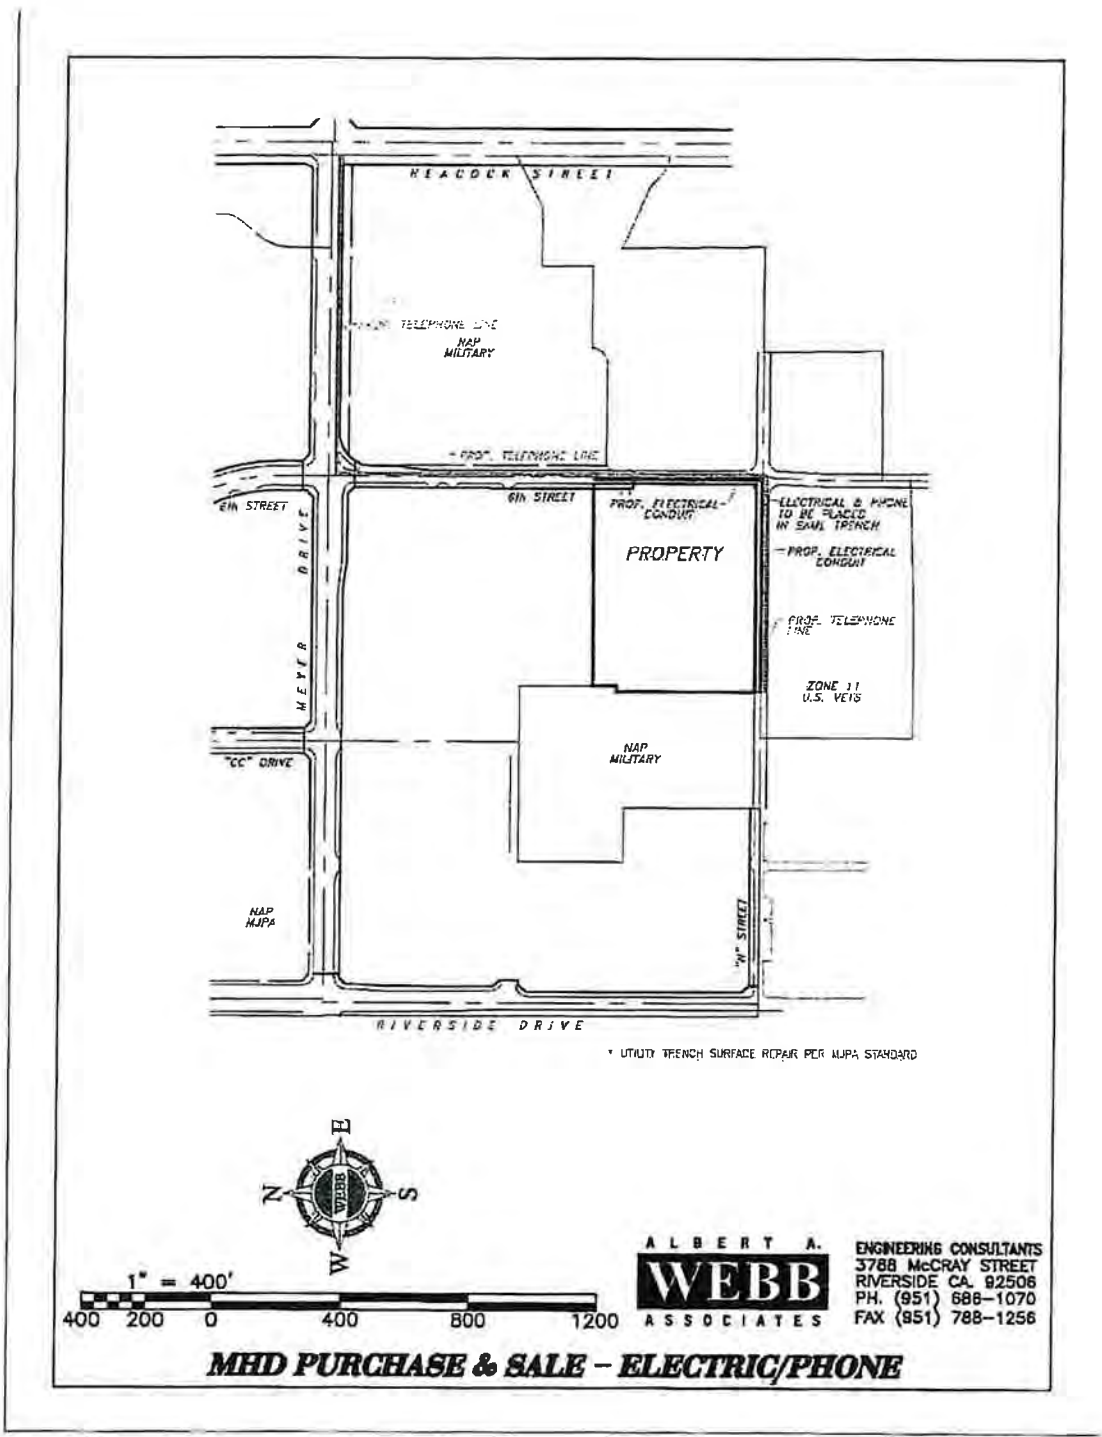 HEACOCK STREET
TELEPHONE LINE
NAP
MILITARY
PROP. TELEPHONE LINE
6th STREET
6th STREET
PROP. ELECTRICAL
CONDUIT
ELECTRICAL & PHONE
TO BE PLACED
IN SAME TRENCH
PROPERTY
PROP. ELECTRICAL
CONDUIT
MEYER DRIVE
PROP. TELEPHONE
LINE
ZONE 11
U.S. VETS
"CC" DRIVE
NAP
MILITARY
NAP
MJPA
"N" STREET
RIVERSIDE DRIVE
* UTILITY TRENCH SURFACE REPAIR PER MJPA STANDARD
E
N
WEBB
S
W
1" = 400'
400 200 0 400 800 1200
ALBERT A.
WEBB
ASSOCIATES
ENGINEERING CONSULTANTS
3788 McCRAY STREET
RIVERSIDE CA. 92506
PH. (951) 686-1070
FAX (951) 788-1256
MHD PURCHASE & SALE - ELECTRIC/PHONE